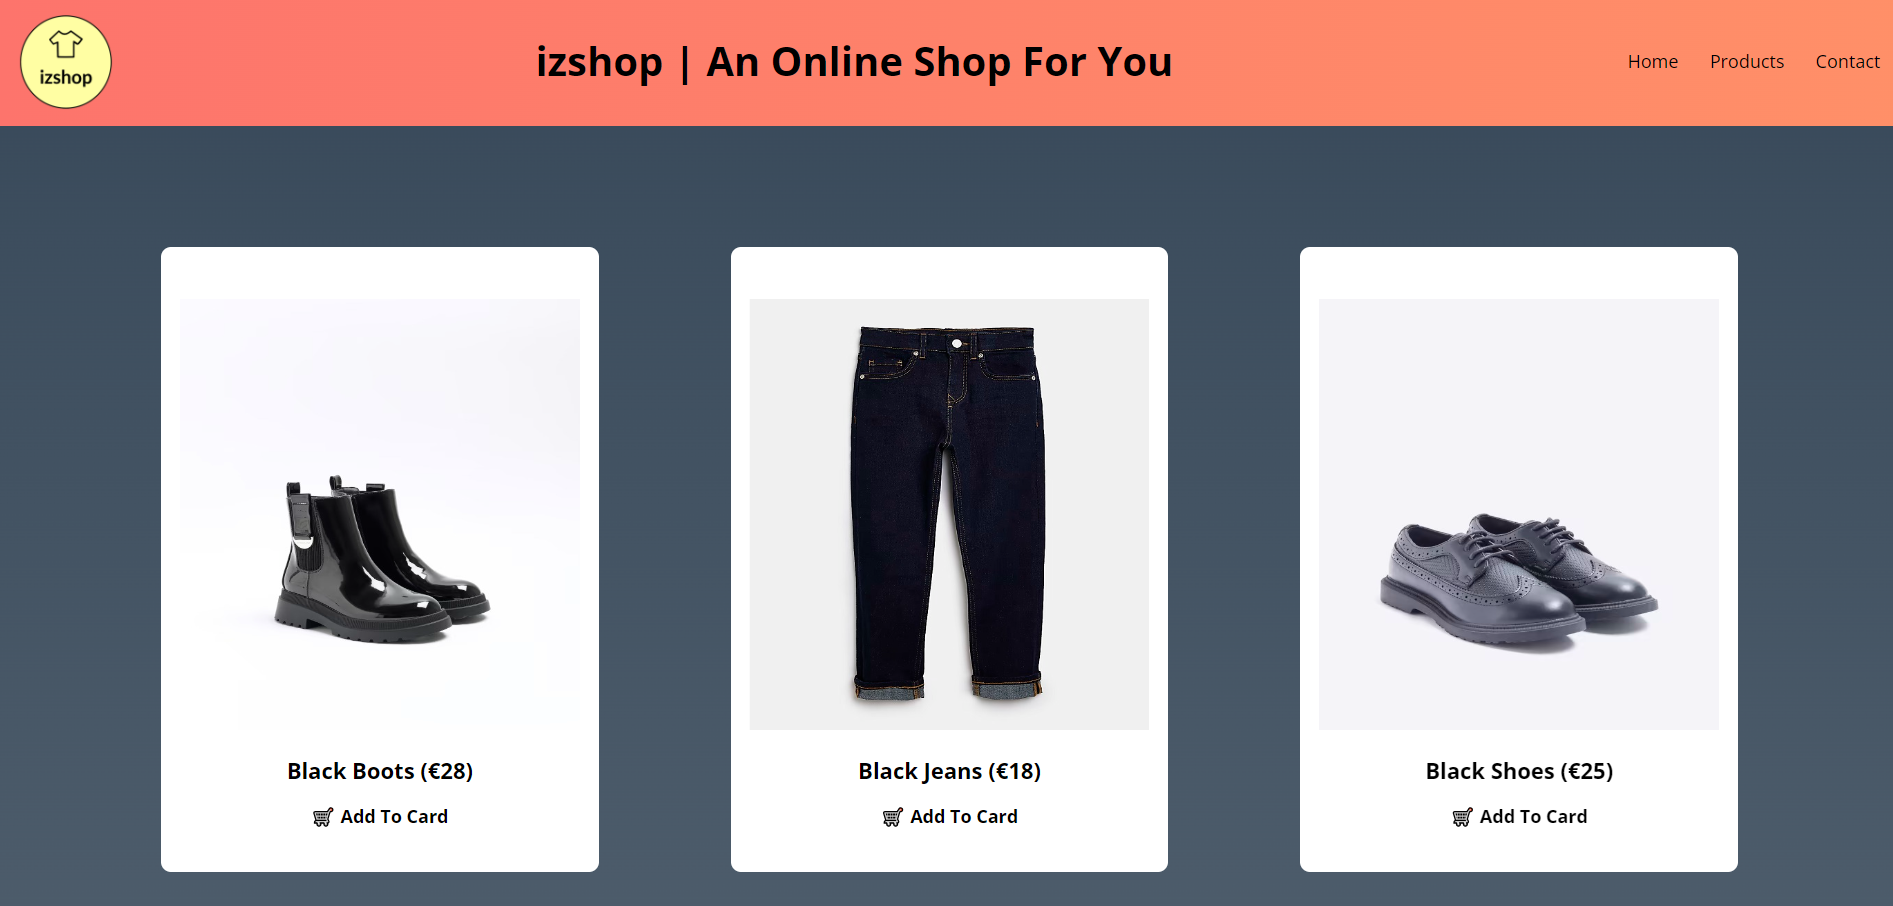 izshop
izshop | An Online Shop For You
Home Products Contact
Black Boots (€28)
Add To Card
Black Jeans (€18)
Add To Card
Black Shoes (€25)
Add To Card